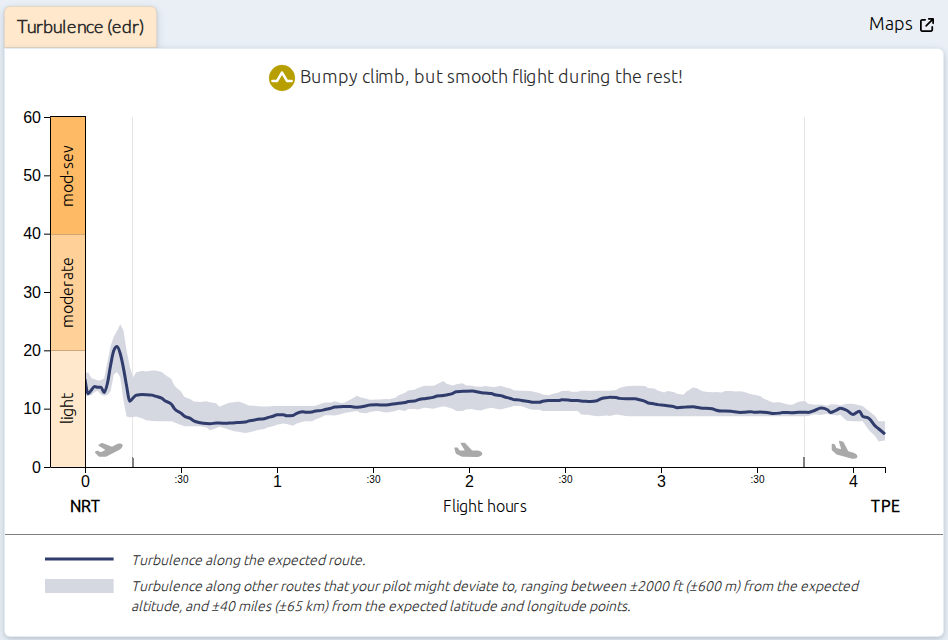 Turbulence (edr)
Maps
Bumpy climb, but smooth flight during the rest!
60
50
40
30
20
10
0
mod-sev
moderate
light
0 :30 1 :30 2 :30 3 :30 4
NRT Flight hours TPE
Turbulence along the expected route.
Turbulence along other routes that your pilot might deviate to, ranging between ±2000 ft (±600 m) from the expected
altitude, and ±40 miles (±65 km) from the expected latitude and longitude points.